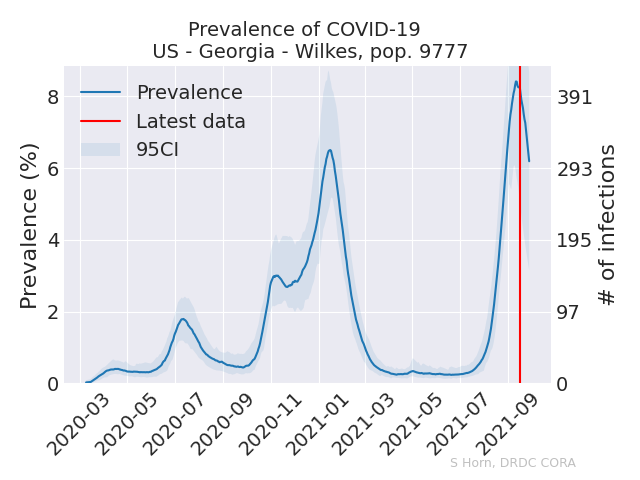 Prevalence of COVID-19
US - Georgia - Wilkes, pop. 9777
Prevalence
Latest data
95CI
Prevalence (%)
8
6
4
2
0
# of infections
391
293
195
97
0
2020-03
2020-05
2020-07
2020-09
2020-11
2021-01
2021-03
2021-05
2021-07
2021-09
S Horn, DRDC CORA